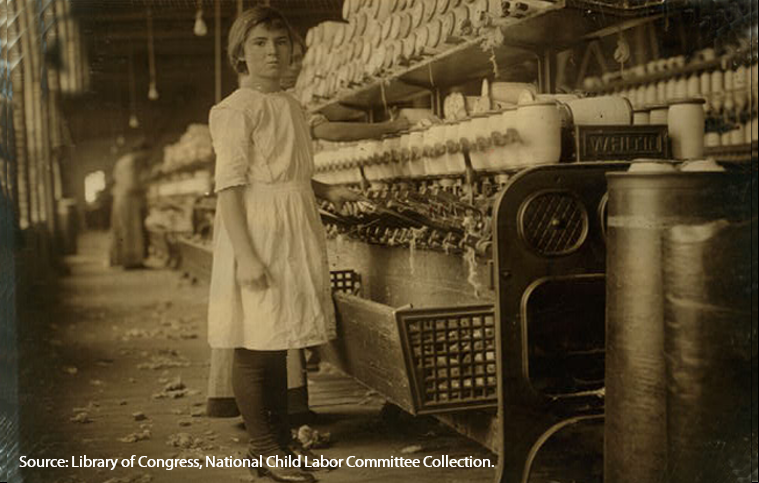 WHITIN
Source: Library of Congress, National Child Labor Committee Collection.